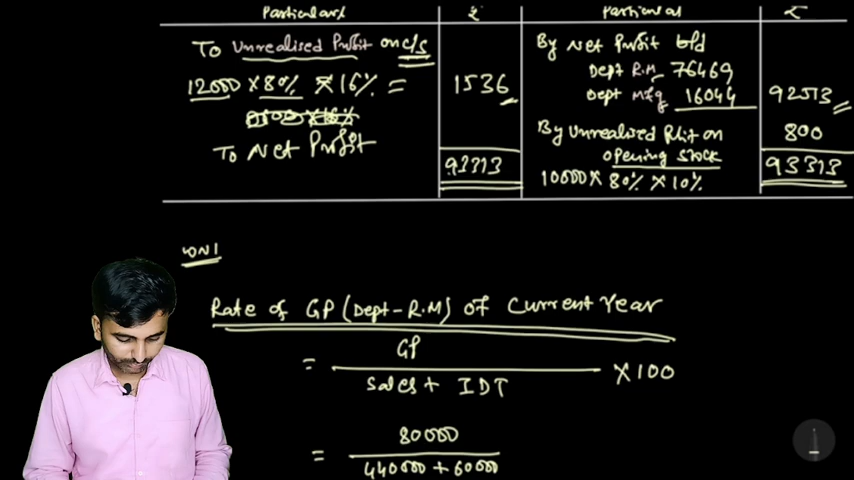 Particulars ₹ Particulars ₹
To Unrealised Profit on c/s By Net Profit b/d
Dept R.M 76469
12000 × 80% × 16% = 1536 Dept Mfg 16044 92513
By Unrealised Pfit on 800
To Net Profit opening stock
93313 93313
10000 × 80% × 10%
WN1
Rate of GP (Dept-R.M) of Current Year
= GP
Sales + IDT × 100
= 80000
440000 + 60000